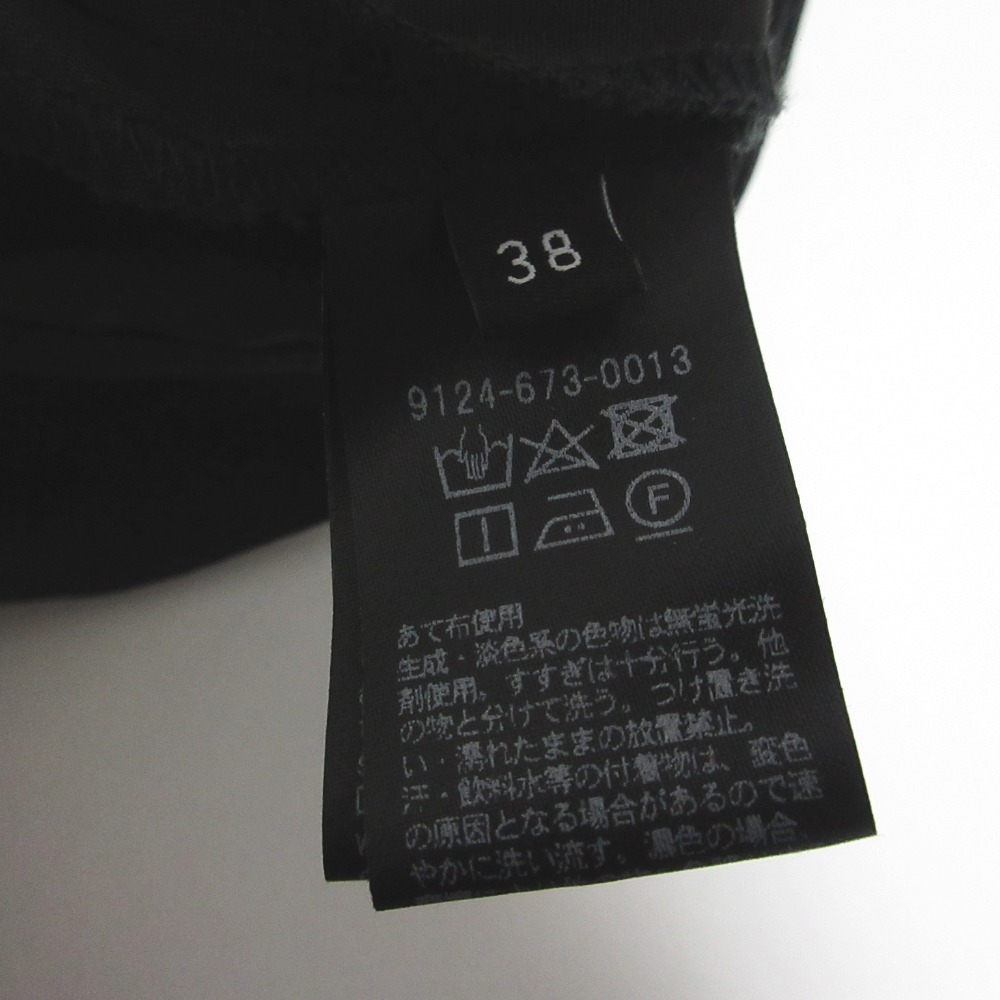 38
9124-673-0013
F
あて布使用
生成・淡色系の色物は無蛍光洗
剤使用。すすぎは十分行う。他
の物と分けて洗う。つけ置き洗
い・濡れたままの放置禁止。
汗・飲料水等の付着物は、変色
の原因となる場合があるので速
やかに洗い流す。濃色の場合、